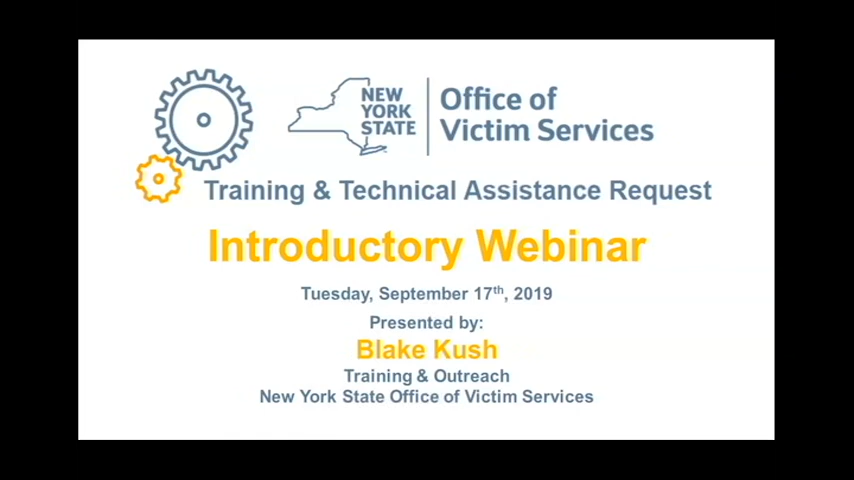 NEW
YORK
STATE
Office of
Victim Services
Training & Technical Assistance Request
Introductory Webinar
Tuesday, September 17th, 2019
Presented by:
Blake Kush
Training & Outreach
New York State Office of Victim Services